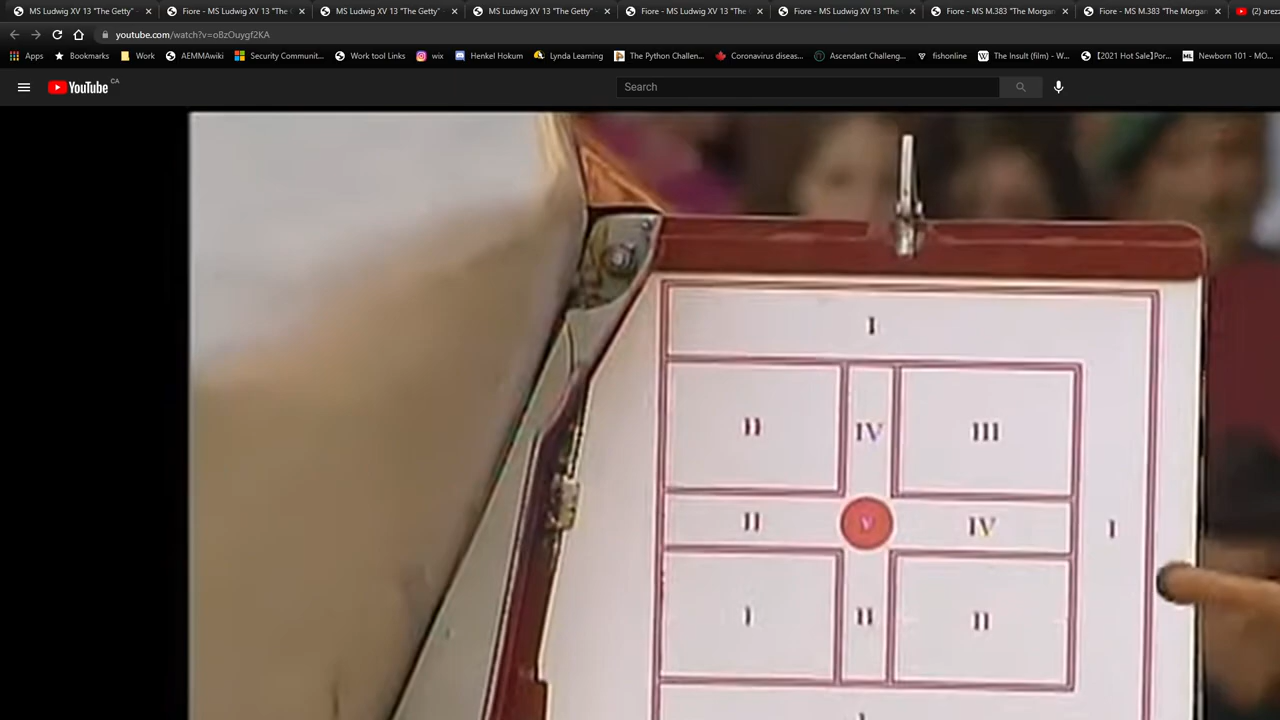 MS Ludwig XV 13 "The Getty" Fiore - MS Ludwig XV 13 "The G MS Ludwig XV 13 "The Getty" MS Ludwig XV 13 "The Getty" Fiore - MS Ludwig XV 13 "The G Fiore - MS Ludwig XV 13 "The G Fiore - MS M.383 "The Morgan Fiore - MS M.383 "The Morgan (2) arezz
youtube.com/watch?v=oBzOuygf2KA
Apps Bookmarks Work AEMMAwiki Security Communit... Work tool Links wix Henkel Hokum Lynda Learning The Python Challen... Coronavirus diseas... Ascendant Challeng... fishonline The Insult (film) - W... 【2021 Hot Sale】Por... Newborn 101 - MO...
YouTube CA Search
I
II IV III
II V IV I
I II II
I